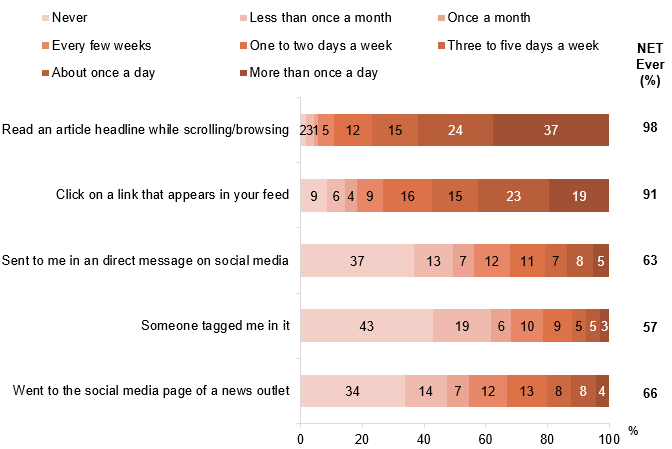 Never
Less than once a month
Once a month
Every few weeks
One to two days a week
Three to five days a week
About once a day
More than once a day
NET
Ever
(%)
Read an article headline while scrolling/browsing
2 3 1 5 12 15 24 37
98
Click on a link that appears in your feed
9 6 4 9 16 15 23 19
91
Sent to me in an direct message on social media
37 13 7 12 11 7 8 5
63
Someone tagged me in it
43 19 6 10 9 5 5 3
57
Went to the social media page of a news outlet
34 14 7 12 13 8 8 4
66
0 20 40 60 80 100 %